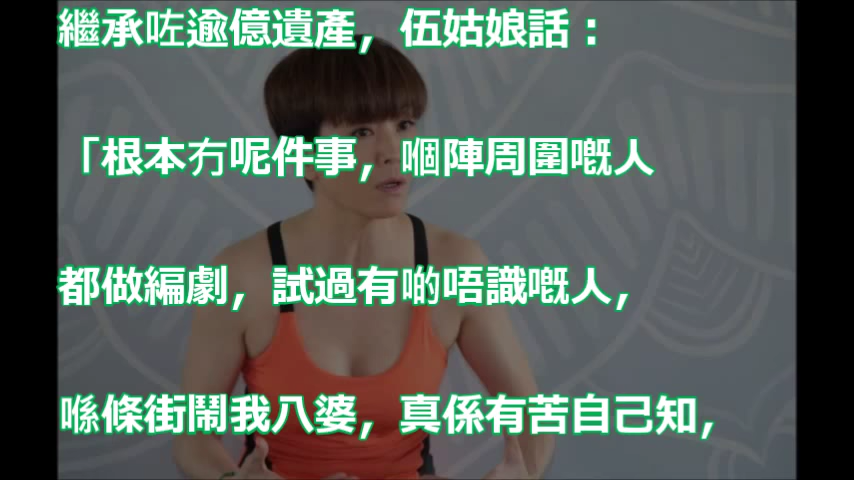 繼承咗逾億遺產，伍姑娘話：
「根本冇呢件事，嗰陣周圍嘅人
都做編劇，試過有啲唔識嘅人，
喺條街鬧我八婆，真係有苦自己知，